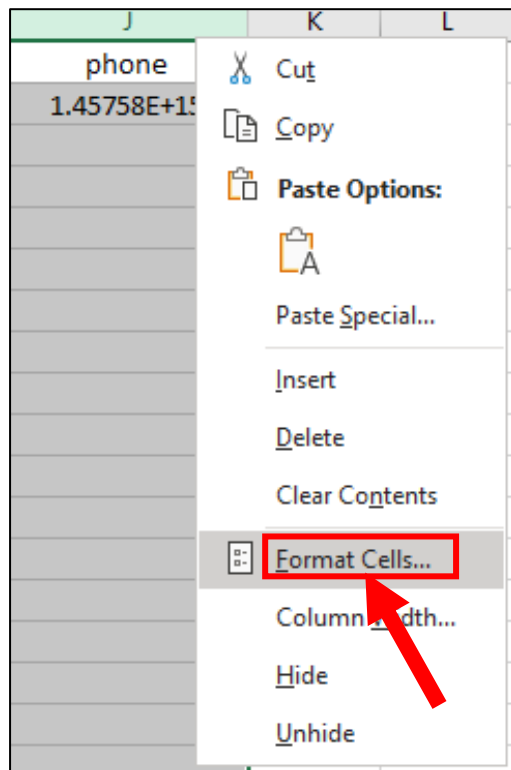 J K L
phone
1.45758E+15
Cut
Copy
Paste Options:
A
Paste Special...
Insert
Delete
Clear Contents
Format Cells...
Column Width...
Hide
Unhide